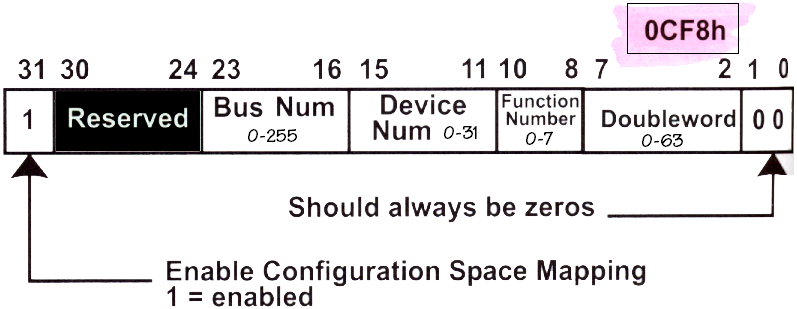 0CF8h
31 30 24 23 16 15 11 10 8 7 2 1 0
1 Reserved Bus Num 0-255 Device Num 0-31 Function Number 0-7 Doubleword 0-63 0 0
Should always be zeros
Enable Configuration Space Mapping
1 = enabled